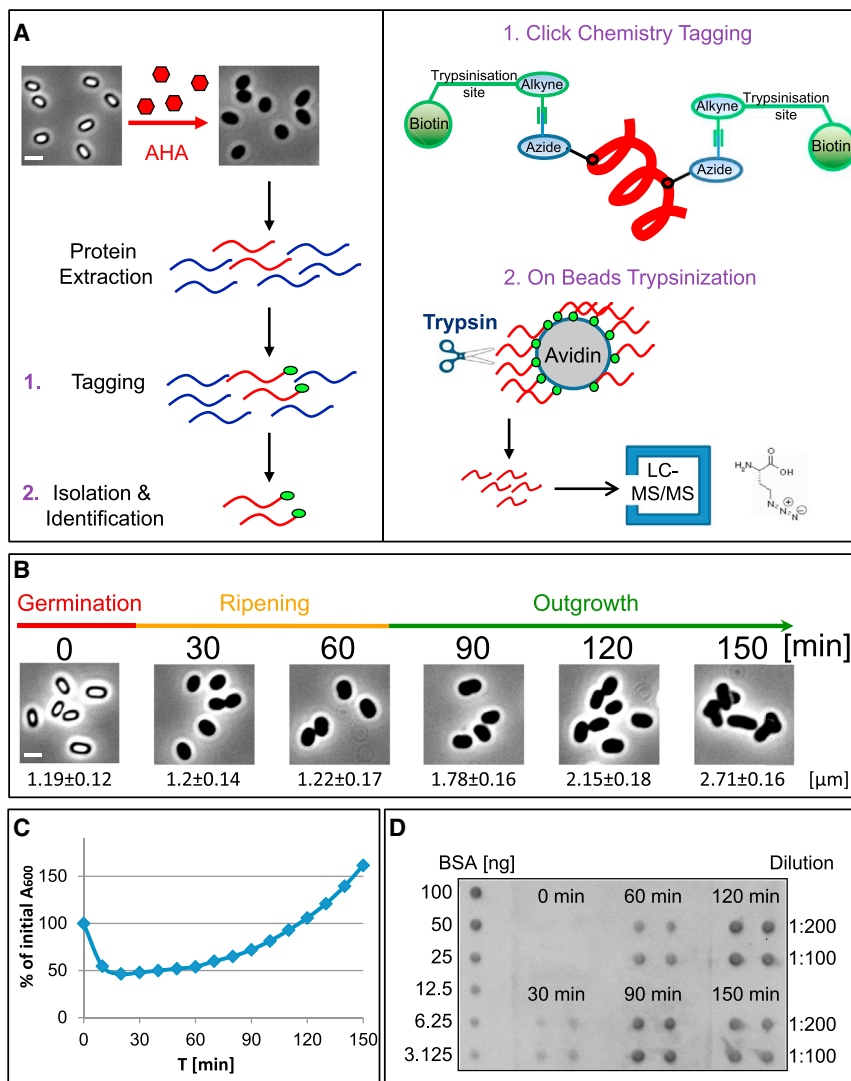 A
AHA
Protein
Extraction
1. Tagging
2. Isolation &
Identification
1. Click Chemistry Tagging
Trypsinisation
site
Alkyne
Biotin
Azide
Alkyne
Trypsinisation
site
Biotin
Azide
2. On Beads Trypsinization
Trypsin
Avidin
LC-
MS/MS
H₂N
O
OH
N=N=N
+
−
B
Germination Ripening Outgrowth
0 30 60 90 120 150 [min]
1.19±0.12 1.2±0.14 1.22±0.17 1.78±0.16 2.15±0.18 2.71±0.16 [µm]
C
% of initial A₆₀₀
150
100
50
0
0 30 60 90 120 150
T [min]
D
BSA [ng] Dilution
100 0 min 60 min 120 min
50 1:200
25 1:100
12.5 30 min 90 min 150 min
6.25 1:200
3.125 1:100